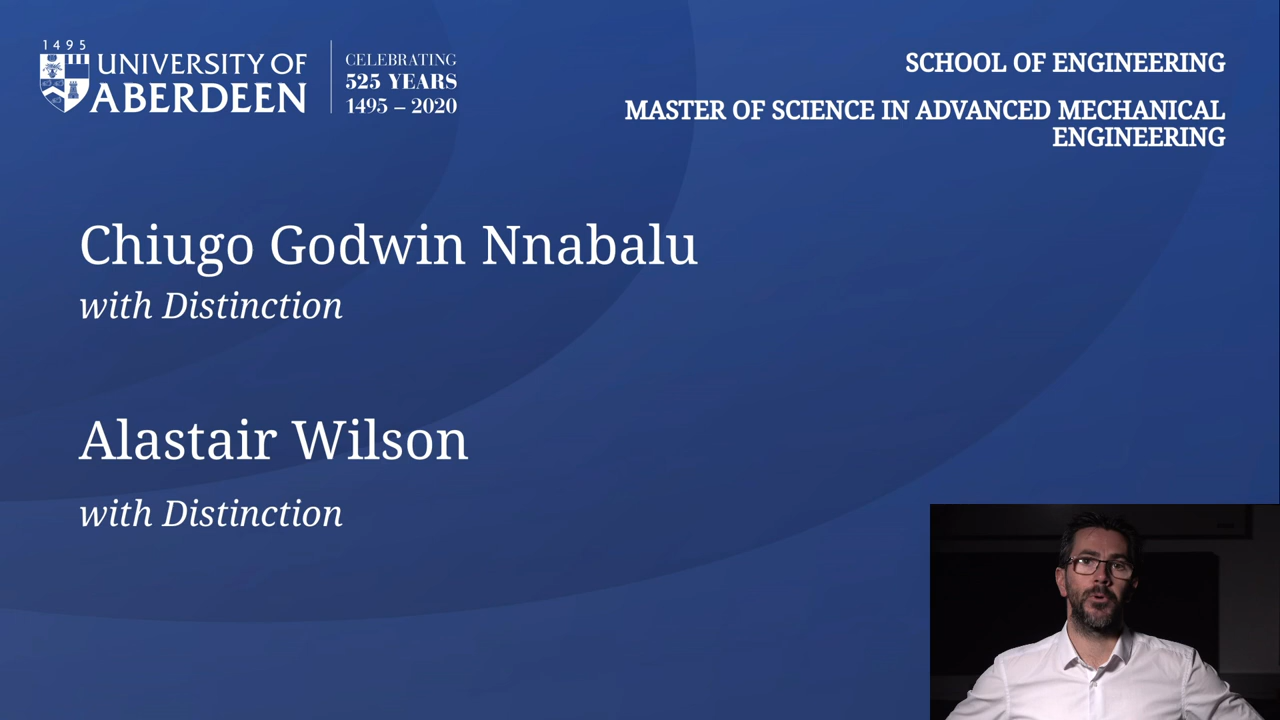 1495
UNIVERSITY OF
ABERDEEN
CELEBRATING
525 YEARS
1495 – 2020
SCHOOL OF ENGINEERING
MASTER OF SCIENCE IN ADVANCED MECHANICAL
ENGINEERING
Chiugo Godwin Nnabalu
with Distinction
Alastair Wilson
with Distinction